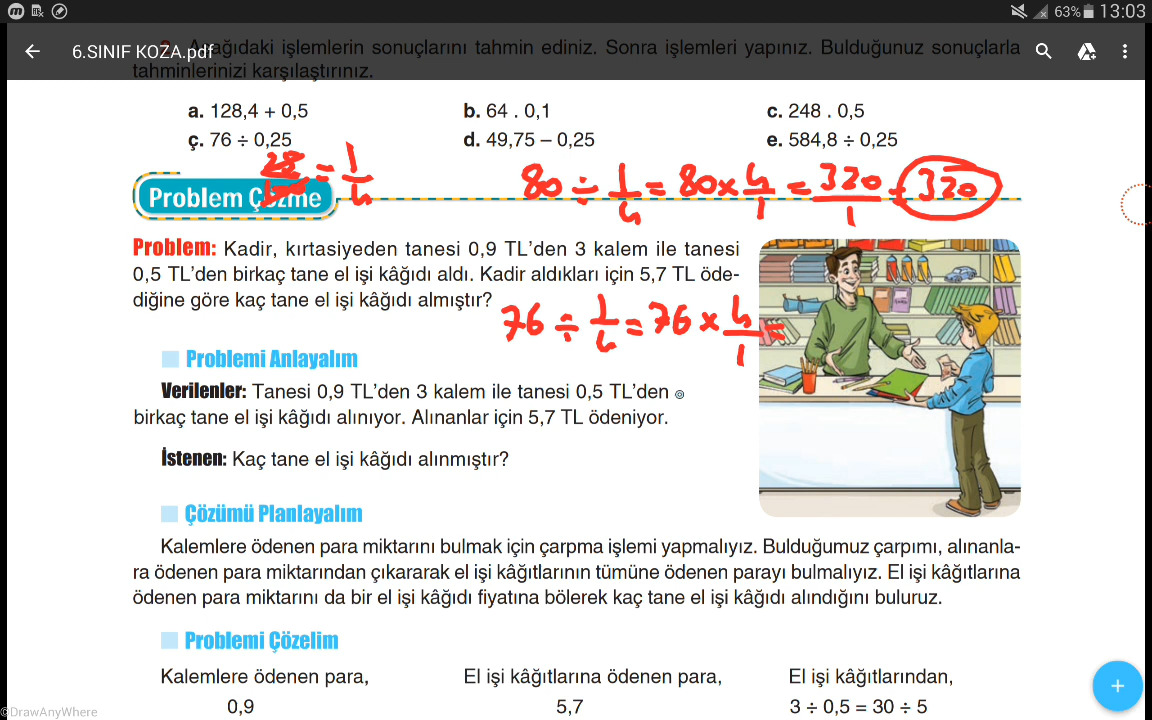 63% 13:03
6.SINIF KOZA.pdf
Aşağıdaki işlemlerin sonuçlarını tahmin ediniz. Sonra işlemleri yapınız. Bulduğunuz sonuçlarla
tahminlerinizi karşılaştırınız.
a. 128,4 + 0,5 b. 64 . 0,1 c. 248 . 0,5
ç. 76 ÷ 0,25 d. 49,75 – 0,25 e. 584,8 ÷ 0,25
= 1/4
80 ÷ 1/4 = 80 × 4/1 = 320/1 = 320
Problem Çözme
Problem: Kadir, kırtasiyeden tanesi 0,9 TL'den 3 kalem ile tanesi
0,5 TL'den birkaç tane el işi kâğıdı aldı. Kadir aldıkları için 5,7 TL öde-
diğine göre kaç tane el işi kâğıdı almıştır?
76 ÷ 1/4 = 76 × 4/1 =
Problemi Anlayalım
Verilenler: Tanesi 0,9 TL'den 3 kalem ile tanesi 0,5 TL'den
birkaç tane el işi kâğıdı alınıyor. Alınanlar için 5,7 TL ödeniyor.
İstenen: Kaç tane el işi kâğıdı alınmıştır?
Çözümü Planlayalım
Kalemlere ödenen para miktarını bulmak için çarpma işlemi yapmalıyız. Bulduğumuz çarpımı, alınanla-
ra ödenen para miktarından çıkararak el işi kâğıtlarının tümüne ödenen parayı bulmalıyız. El işi kâğıtlarına
ödenen para miktarını da bir el işi kâğıdı fiyatına bölerek kaç tane el işi kâğıdı alındığını buluruz.
Problemi Çözelim
Kalemlere ödenen para, El işi kâğıtlarına ödenen para, El işi kâğıtlarından,
0,9 5,7 3 ÷ 0,5 = 30 ÷ 5
©DrawAnyWhere